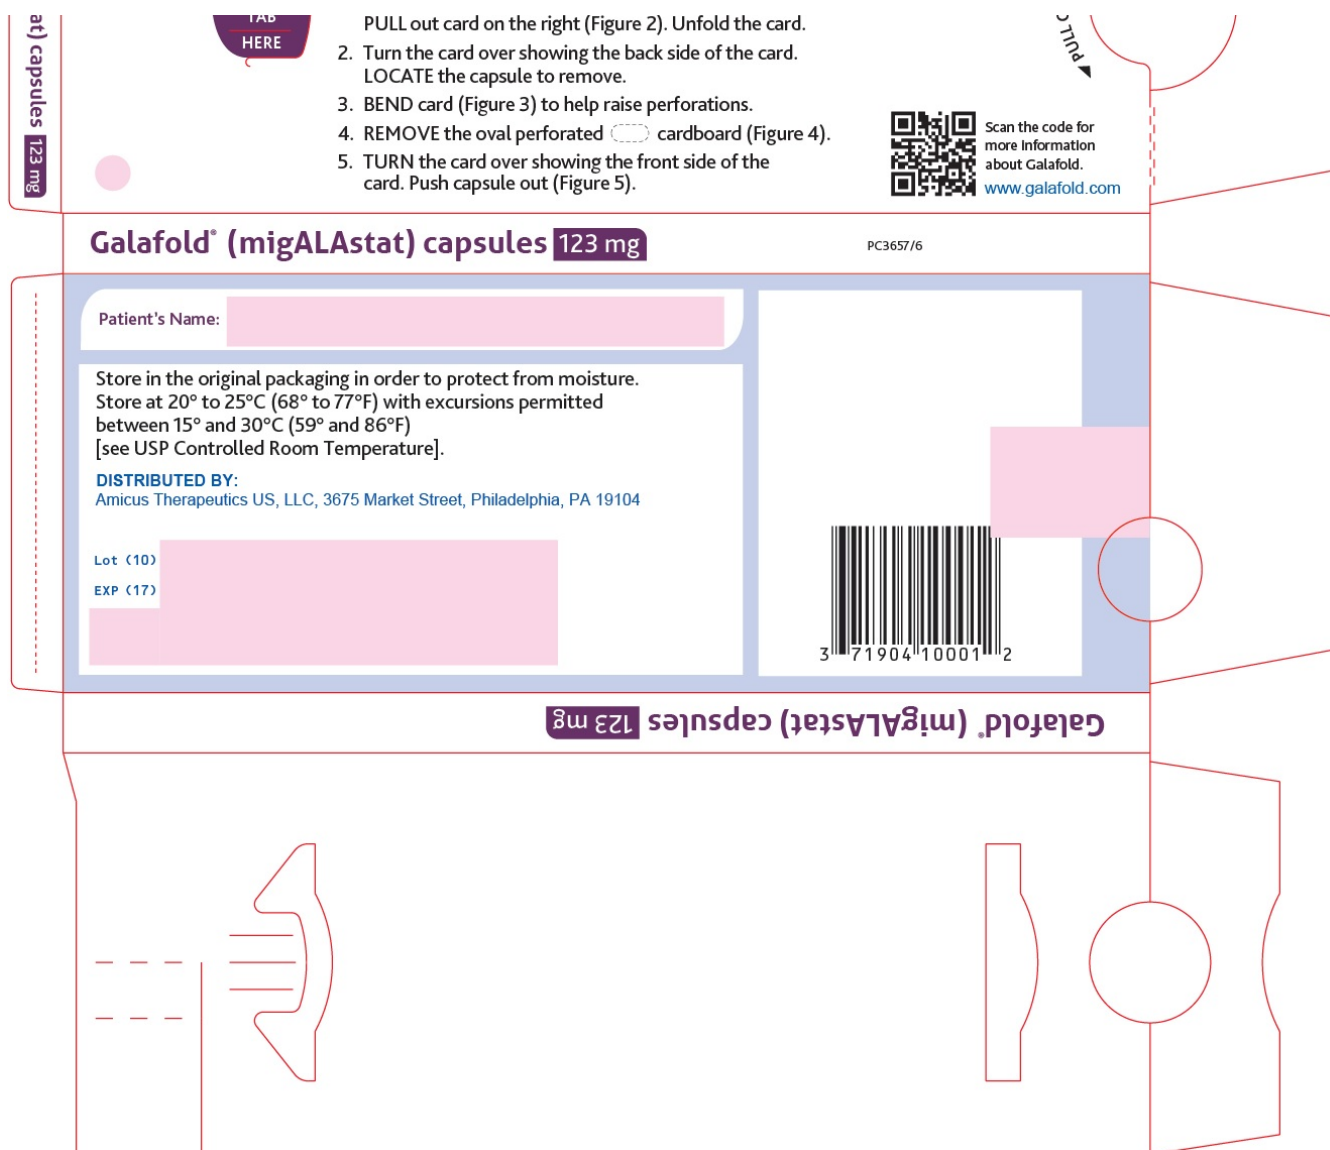 TAB
HERE
PULL out card on the right (Figure 2). Unfold the card.
2. Turn the card over showing the back side of the card.
LOCATE the capsule to remove.
3. BEND card (Figure 3) to help raise perforations.
4. REMOVE the oval perforated cardboard (Figure 4).
5. TURN the card over showing the front side of the
card. Push capsule out (Figure 5).
at) capsules 123 mg
PULL
Scan the code for
more information
about Galafold.
www.galafold.com
Galafold® (migALAstat) capsules 123 mg
PC3657/6
Patient's Name:
Store in the original packaging in order to protect from moisture.
Store at 20° to 25°C (68° to 77°F) with excursions permitted
between 15° and 30°C (59° and 86°F)
[see USP Controlled Room Temperature].
DISTRIBUTED BY:
Amicus Therapeutics US, LLC, 3675 Market Street, Philadelphia, PA 19104
Lot (10)
EXP (17)
3 71904 10001 2
Galafold® (migALAstat) capsules 123 mg